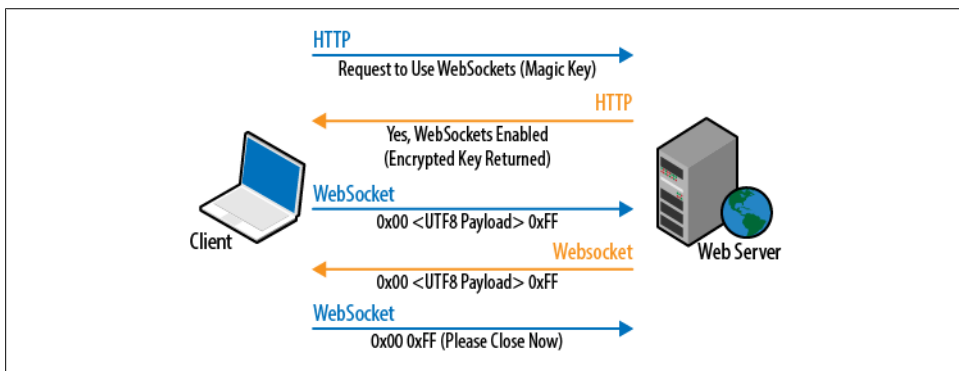 HTTP
Request to Use WebSockets (Magic Key)
HTTP
Yes, WebSockets Enabled
(Encrypted Key Returned)
WebSocket
0x00 <UTF8 Payload> 0xFF
Client
Websocket
Web Server
0x00 <UTF8 Payload> 0xFF
WebSocket
0x00 0xFF (Please Close Now)